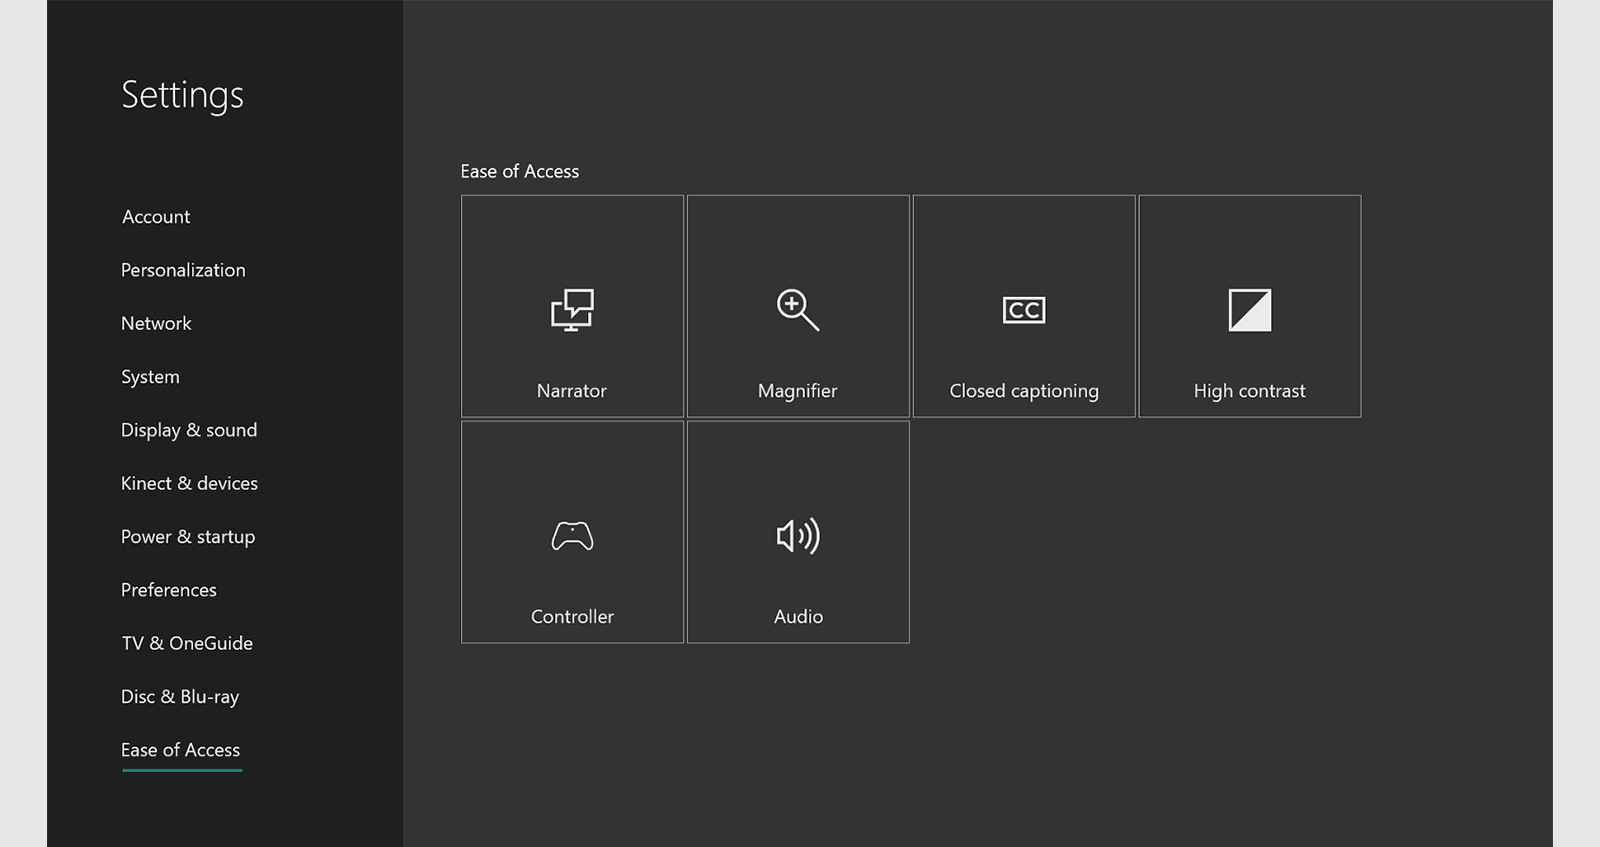 Settings
Account
Personalization
Network
System
Display & sound
Kinect & devices
Power & startup
Preferences
TV & OneGuide
Disc & Blu-ray
Ease of Access
Ease of Access
Narrator
Magnifier
CC
Closed captioning
High contrast
Controller
Audio